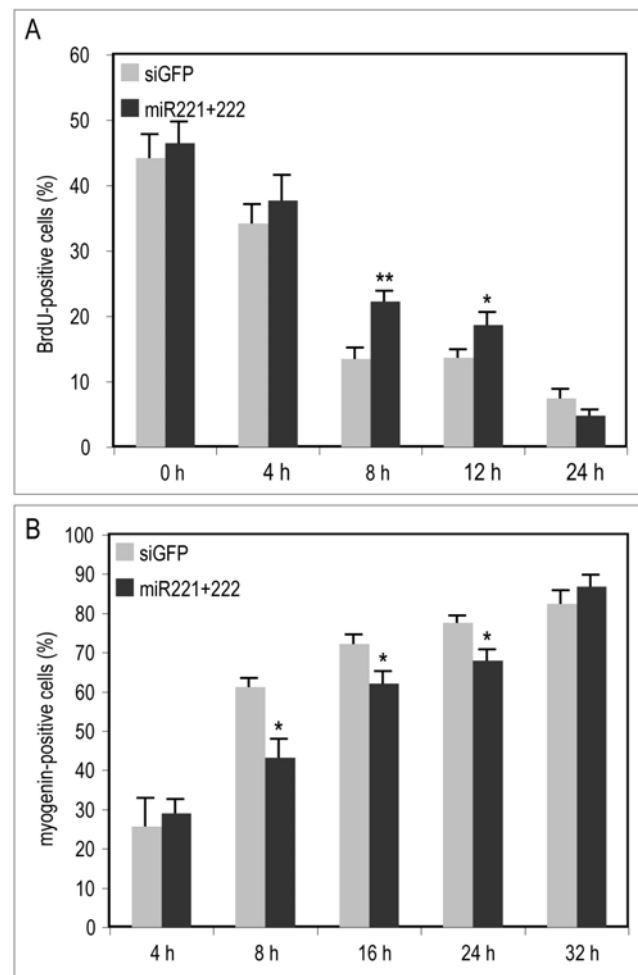 A
60
50
40
30
20
10
0
BrdU-positive cells (%)
siGFP
miR221+222
**
*
0 h 4 h 8 h 12 h 24 h
B
100
90
80
70
60
50
40
30
20
10
0
myogenin-positive cells (%)
siGFP
miR221+222
*
*
*
4 h 8 h 16 h 24 h 32 h